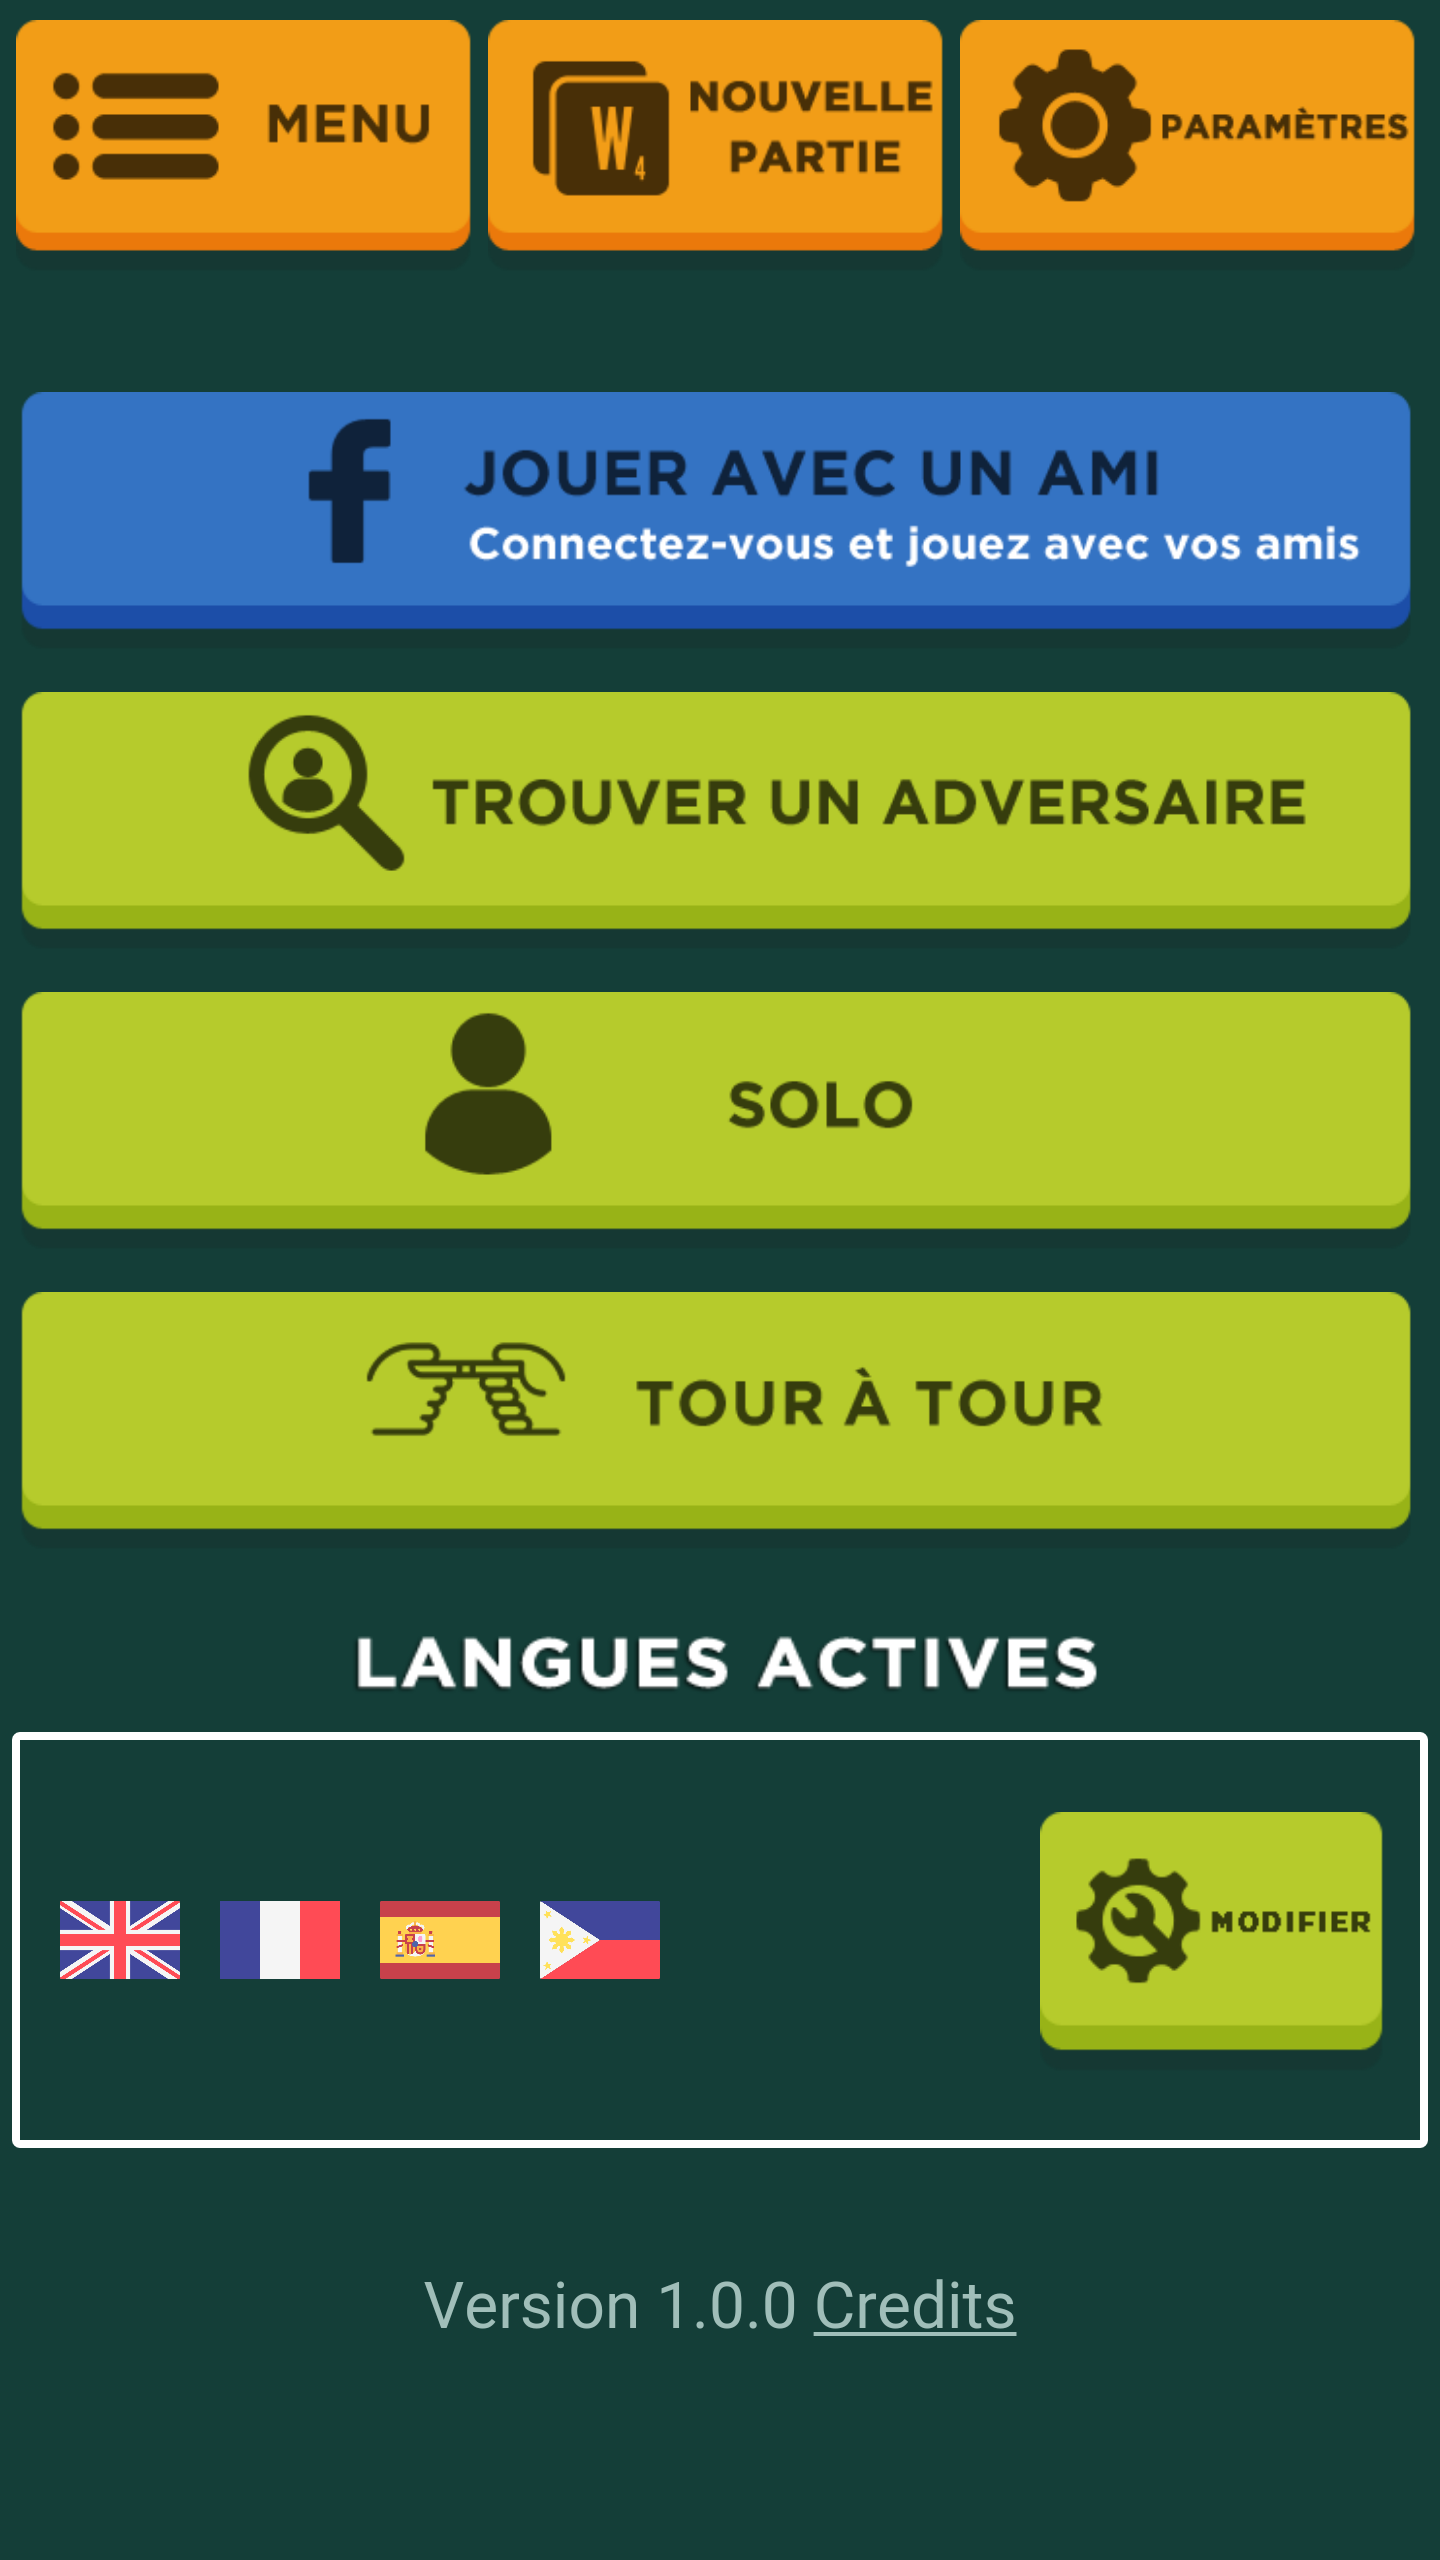 MENU
W4
NOUVELLE
PARTIE
PARAMÈTRES
JOUER AVEC UN AMI
Connectez-vous et jouez avec vos amis
TROUVER UN ADVERSAIRE
SOLO
TOUR À TOUR
LANGUES ACTIVES
MODIFIER
Version 1.0.0 Credits